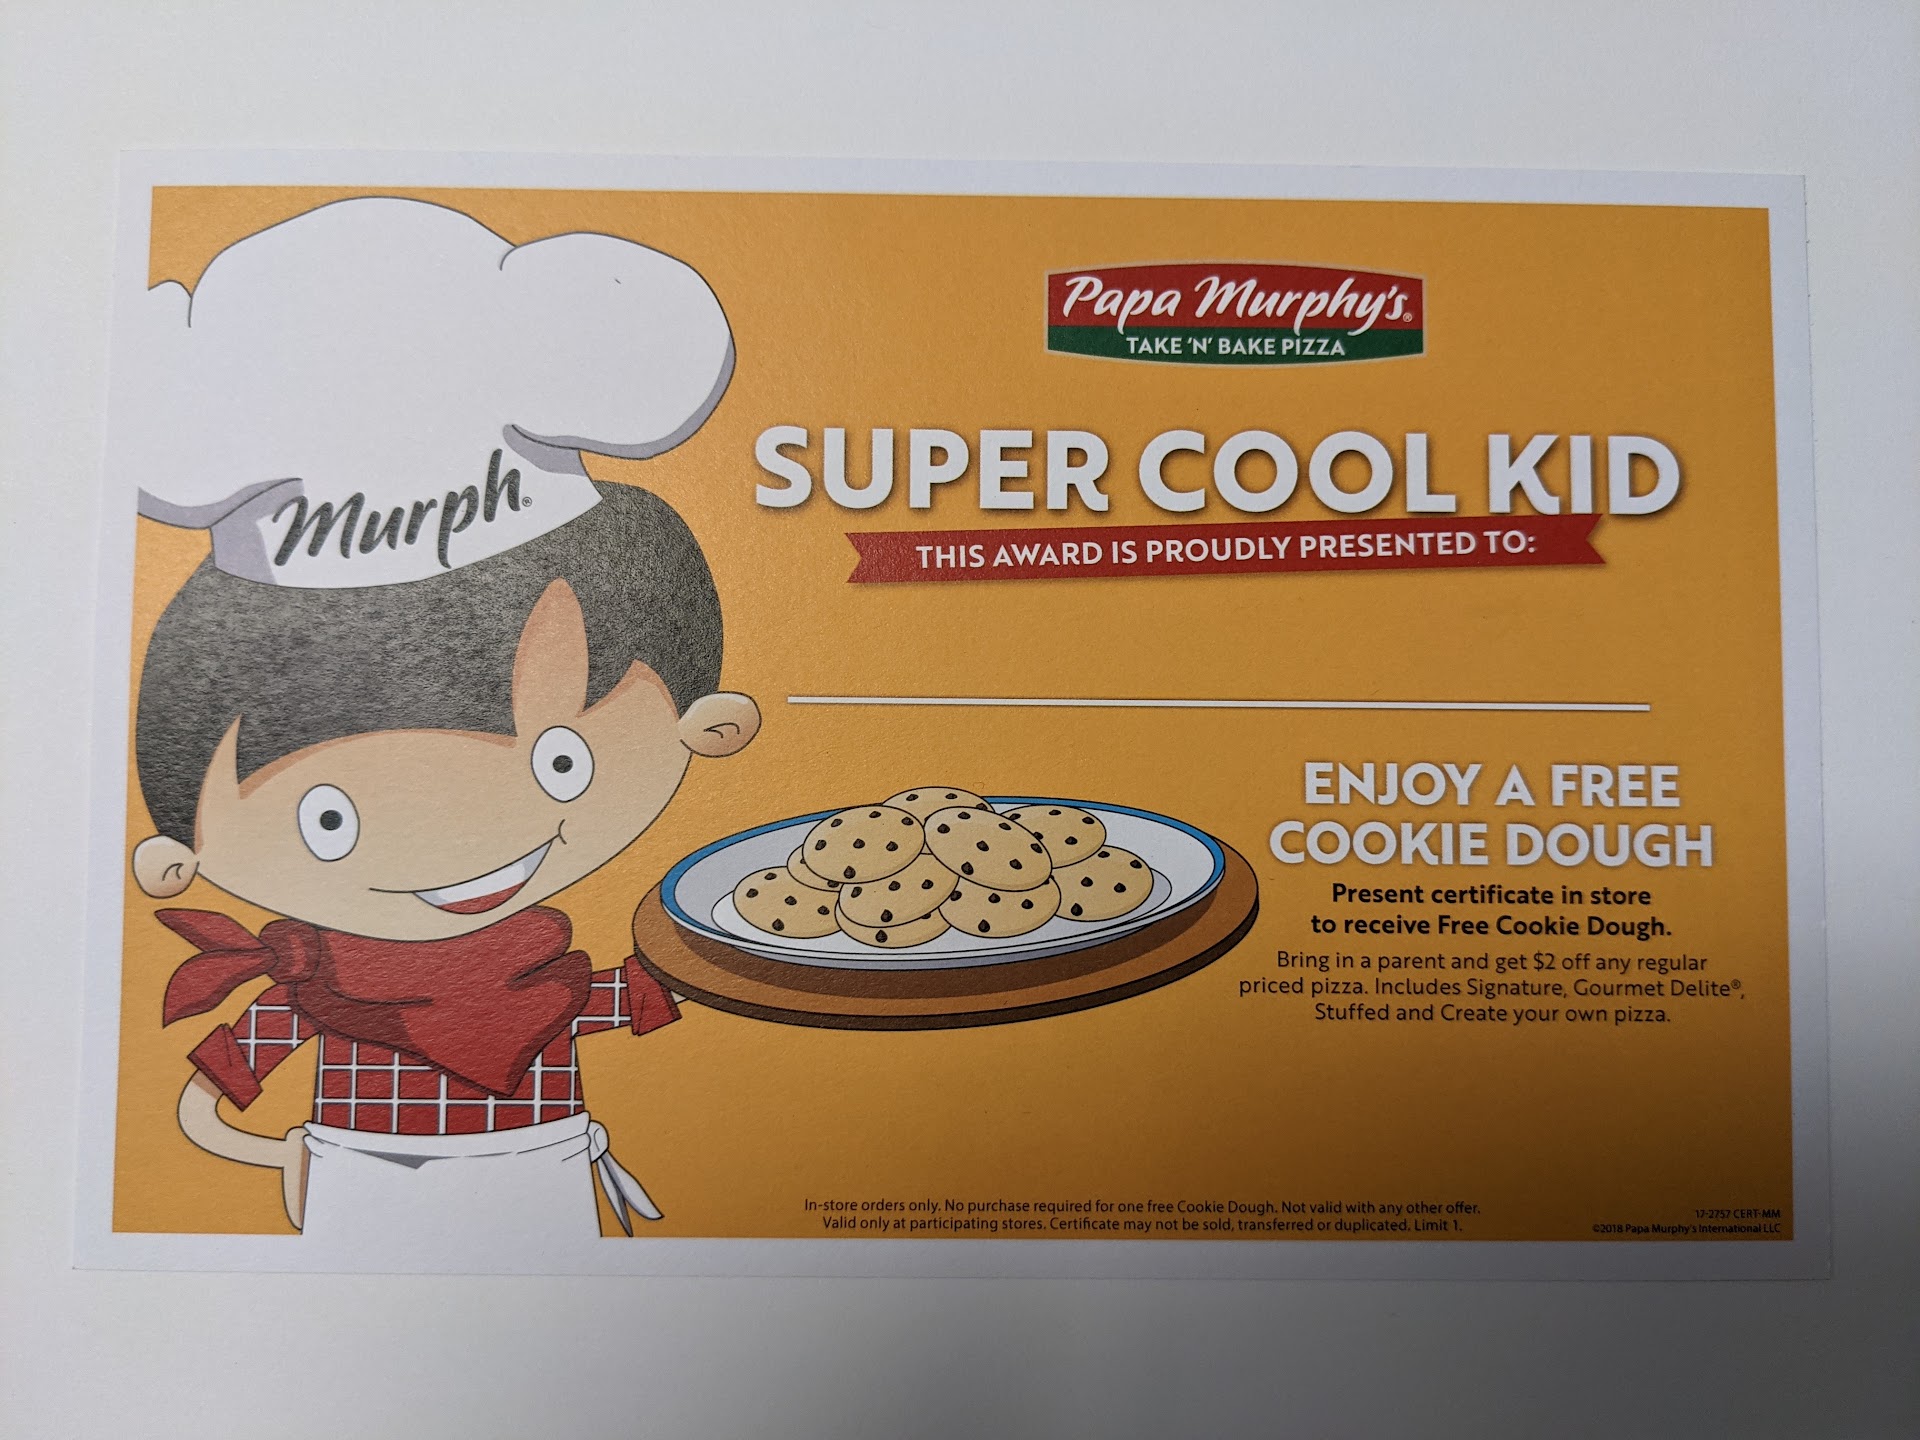 Murph®
Papa Murphy's®
TAKE 'N' BAKE PIZZA
SUPER COOL KID
THIS AWARD IS PROUDLY PRESENTED TO:
ENJOY A FREE
COOKIE DOUGH
Present certificate in store
to receive Free Cookie Dough.
Bring in a parent and get $2 off any regular
priced pizza. Includes Signature, Gourmet Delite®,
Stuffed and Create your own pizza.
In-store orders only. No purchase required for one free Cookie Dough. Not valid with any other offer.
Valid only at participating stores. Certificate may not be sold, transferred or duplicated. Limit 1.
17-2757 CERT-MM
©2018 Papa Murphy's International LLC